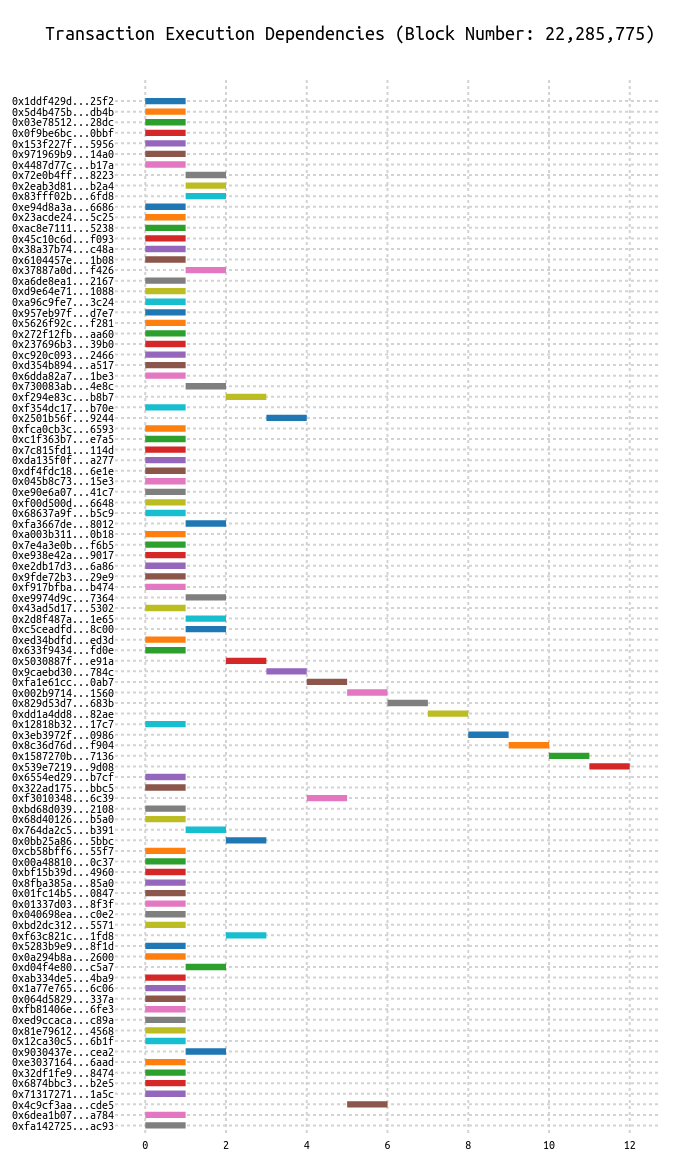 Transaction Execution Dependencies (Block Number: 22,285,775)
0x1ddf429d...25f2
0x5d4b475b...db4b
0x03e78512...28dc
0x0f9be6bc...0bbf
0x153f227f...5956
0x971969b9...14a0
0x4487d77c...b17a
0x72e0b4ff...8223
0x2eab3d81...b2a4
0x83fff02b...6fd8
0xe94d8a3a...6686
0x23acde24...5c25
0xac8e7111...5238
0x45c10c6d...f093
0x38a37b74...c48a
0x6104457e...1b08
0x37887a0d...f426
0xa6de8ea1...2167
0xd9e64e71...1088
0xa96c9fe7...3c24
0x957eb97f...d7e7
0x5626f92c...f281
0x272f12fb...aa60
0x237696b3...39b0
0xc920c093...2466
0xd354b894...a517
0x6dda82a7...1be3
0x730083ab...4e8c
0xf294e83c...b8b7
0xf354dc17...b70e
0x2501b56f...9244
0xfca0cb3c...6593
0xc1f363b7...e7a5
0x7c815fd1...114d
0xda135f0f...a277
0xdf4fdc18...6e1e
0x045b8c73...15e3
0xe90e6a07...41c7
0xf00d500d...6648
0x68637a9f...b5c9
0xfa3667de...8012
0xa003b311...0b18
0x7e4a3e0b...f6b5
0xe938e42a...9017
0xe2db17d3...6a86
0x9fde72b3...29e9
0xf917bfba...b474
0xe9974d9c...7364
0x43ad5d17...5302
0x2d8f487a...1e65
0xc5ceadfd...8c00
0xed34bdfd...ed3d
0x633f9434...fd0e
0x5030887f...e91a
0x9caebd30...784c
0xfa1e61cc...0ab7
0x002b9714...1560
0x829d53d7...683b
0xdd1a4dd8...82ae
0x12818b32...17c7
0x3eb3972f...0986
0x8c36d76d...f904
0x1587270b...7136
0x539e7219...9d08
0x6554ed29...b7cf
0x322ad175...bbc5
0xf3010348...6c39
0xbd68d039...2108
0x68d40126...b5a0
0x764da2c5...b391
0x0bb25a86...5bbc
0xcb58bff6...55f7
0x00a48810...0c37
0xbf15b39d...4960
0x8fba385a...85a0
0x01fc14b5...0847
0x01337d03...8f3f
0x040698ea...c0e2
0xbd2dc312...5571
0xf63c821c...1fd8
0x5283b9e9...8f1d
0x0a294b8a...2600
0xd04f4e80...c5a7
0xab334de5...4ba9
0x1a77e765...6c06
0x064d5829...337a
0xfb81406e...6fe3
0xed9ccaca...c89a
0x81e79612...4568
0x12ca30c5...6b1f
0x9030437e...cea2
0xe3037164...6aad
0x32df1fe9...8474
0x6874bbc3...b2e5
0x71317271...1a5c
0x4c9cf3aa...cde5
0x6dea1b07...a784
0xfa142725...ac93
0 2 4 6 8 10 12